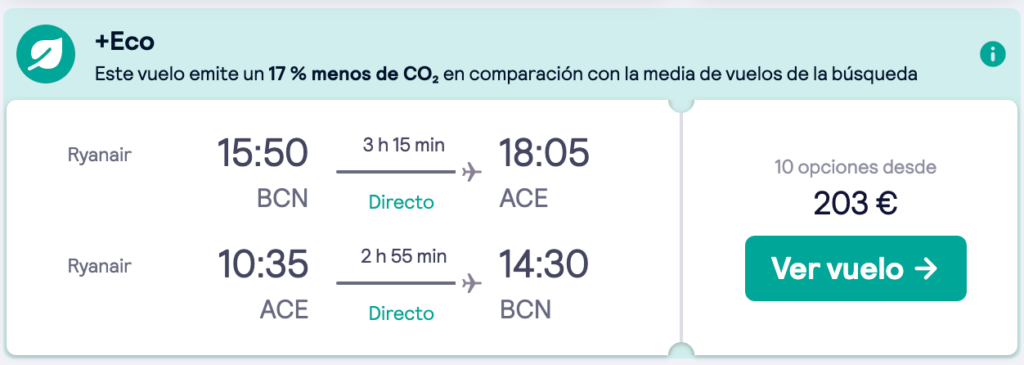 +Eco
Este vuelo emite un 17 % menos de CO₂ en comparación con la media de vuelos de la búsqueda
Ryanair
15:50
BCN
3 h 15 min
Directo
18:05
ACE
Ryanair
10:35
ACE
2 h 55 min
Directo
14:30
BCN
10 opciones desde
203 €
Ver vuelo →